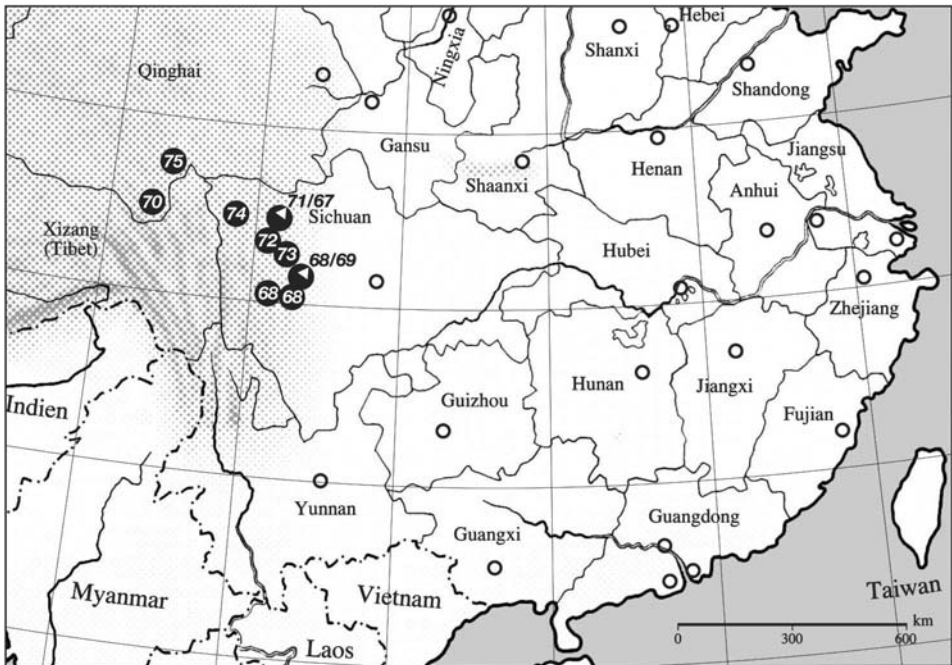 Hebei
Shanxi
Ningxia
Qinghai
Shandong
Gansu
Jiangsu
Henan
75
Shaanxi
Anhui
70
71/67
74
Sichuan
Xizang
(Tibet)
72
73
Hubei
68/69
68
68
Zhejiang
Hunan
Jiangxi
Indien
Guizhou
Fujian
Yunnan
Guangdong
Guangxi
Taiwan
Myanmar
Vietnam
Laos
km
0 300 600